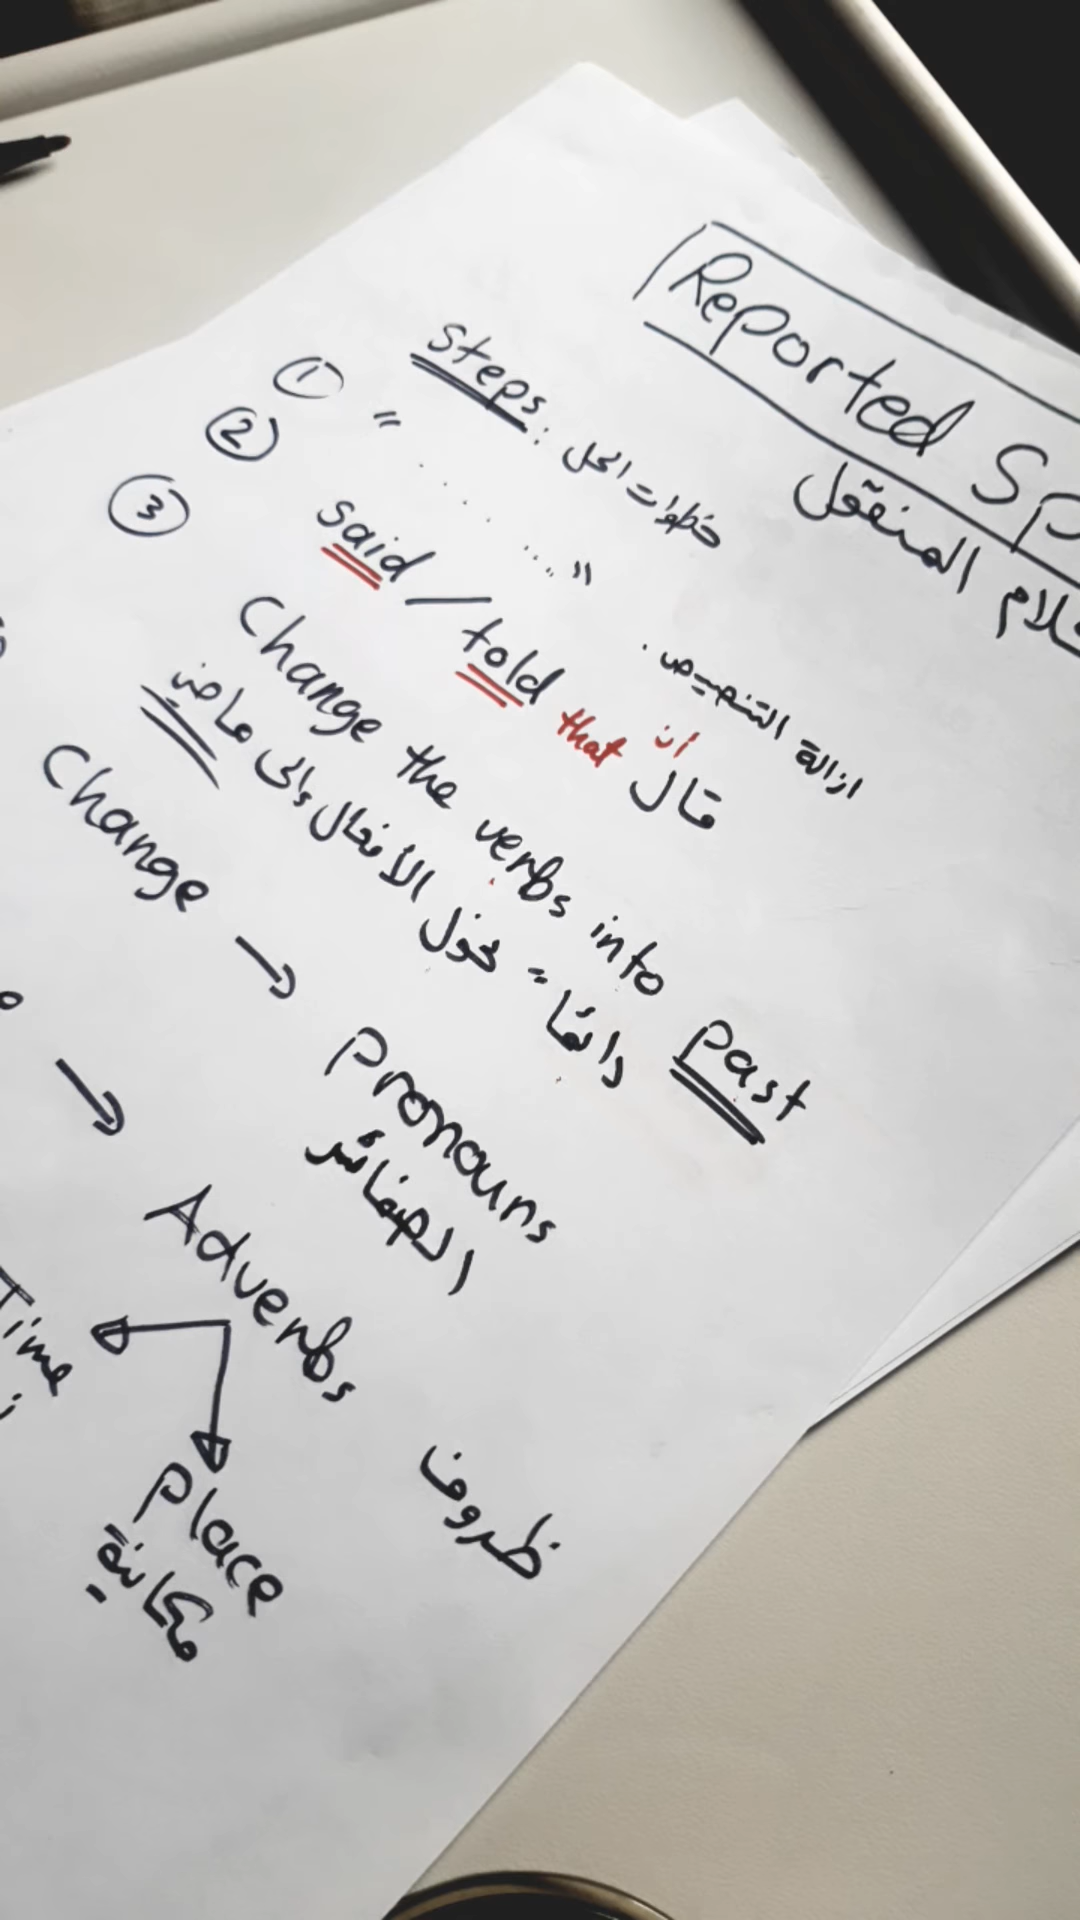 Reported Sp
كلام المنقول
Steps: خطوات الحل
① " ........ " ازالة التنصيص.
② said / told that قال أن
③ Change the verbs into Past
دائمًا = نحول الأفعال إلى ماضي
Change → Pronouns
الضمائر
→ Adverbs ظروف
Time
Place
مكانية